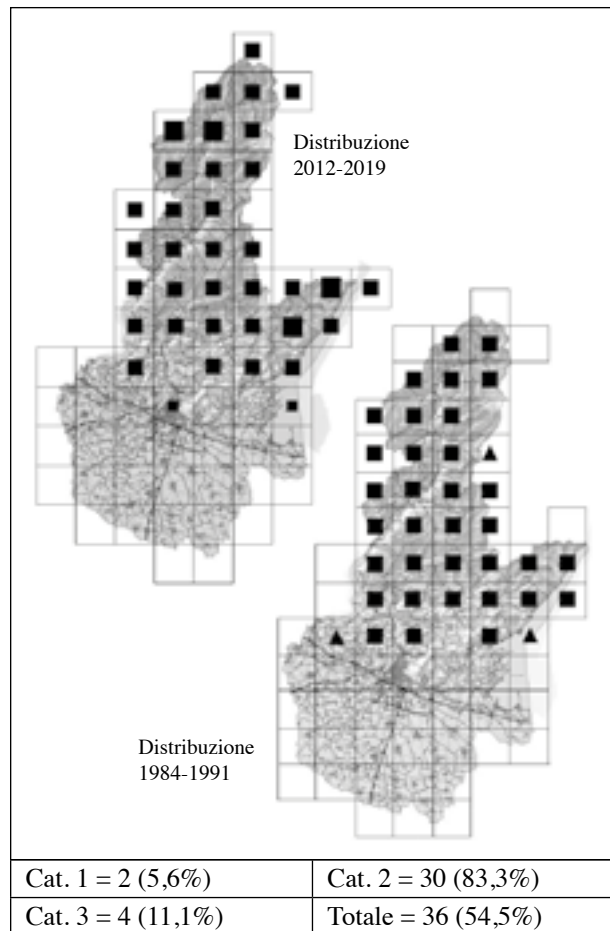 Distribuzione
2012-2019
Distribuzione
1984-1991
Cat. 1 = 2 (5,6%)
Cat. 2 = 30 (83,3%)
Cat. 3 = 4 (11,1%)
Totale = 36 (54,5%)